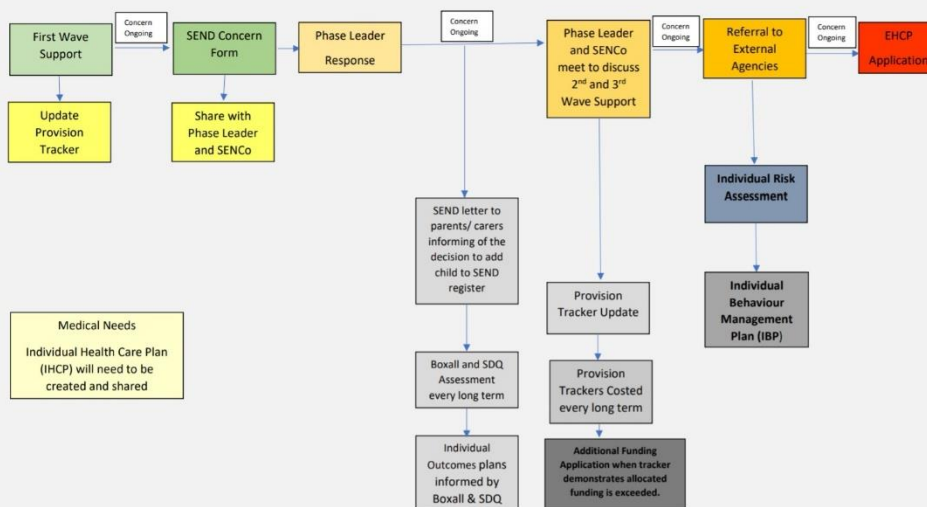 First Wave
Support
Concern
Ongoing
SEND Concern
Form
Phase Leader
Response
Concern
Ongoing
Phase Leader
and SENCo
meet to discuss
2nd and 3rd
Wave Support
Concern
Ongoing
Referral to
External
Agencies
Concern
Ongoing
EHCP
Application
Update
Provision
Tracker
Share with
Phase Leader
and SENCo
Individual Risk
Assessment
SEND letter to
parents/ carers
informing of the
decision to add
child to SEND
register
Provision
Tracker Update
Individual
Behaviour
Management
Plan (IBP)
Medical Needs
Individual Health Care Plan
(IHCP) will need to be
created and shared
Boxall and SDQ
Assessment
every long term
Provision
Trackers Costed
every long term
Individual
Outcomes plans
informed by
Boxall & SDQ
Additional Funding
Application when tracker
demonstrates allocated
funding is exceeded.